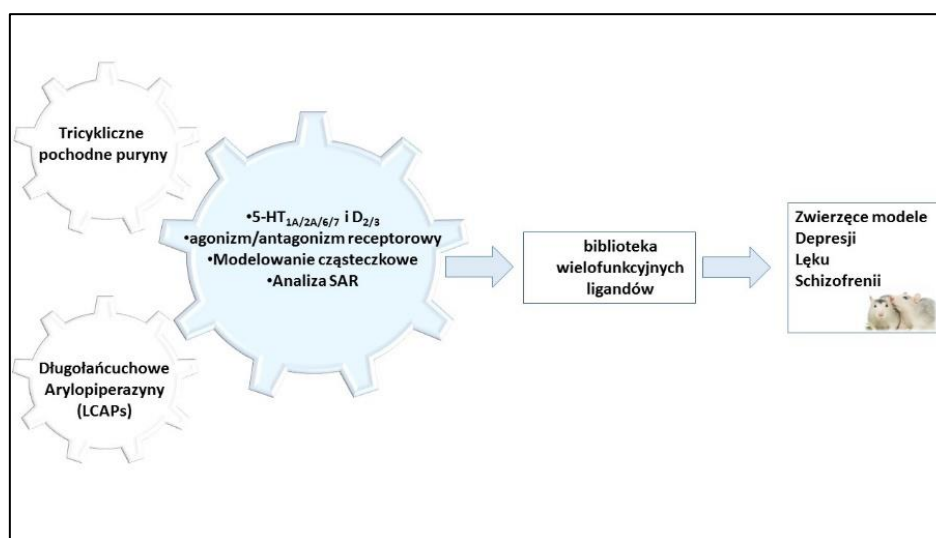 Tricykliczne
pochodne puryny
Długołańcuchowe
Arylopiperazyny
(LCAPs)
•5-HT1A/2A/6/7 i D2/3
•agonizm/antagonizm receptorowy
•Modelowanie cząsteczkowe
•Analiza SAR
biblioteka
wielofunkcyjnych
ligandów
Zwierzęce modele
Depresji
Lęku
Schizofrenii